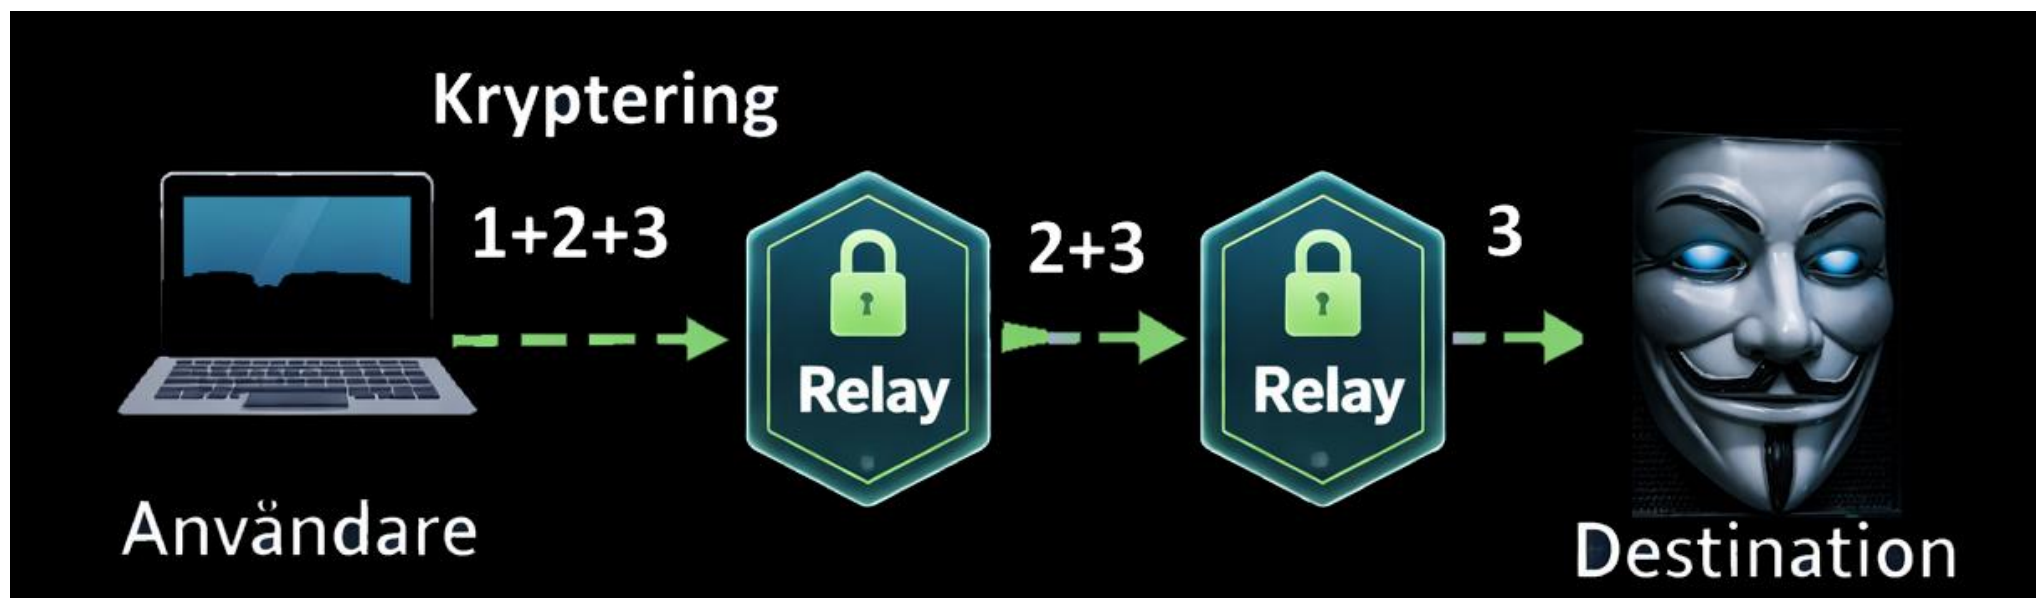 Kryptering
1+2+3
2+3
3
Relay
Relay
Användare
Destination